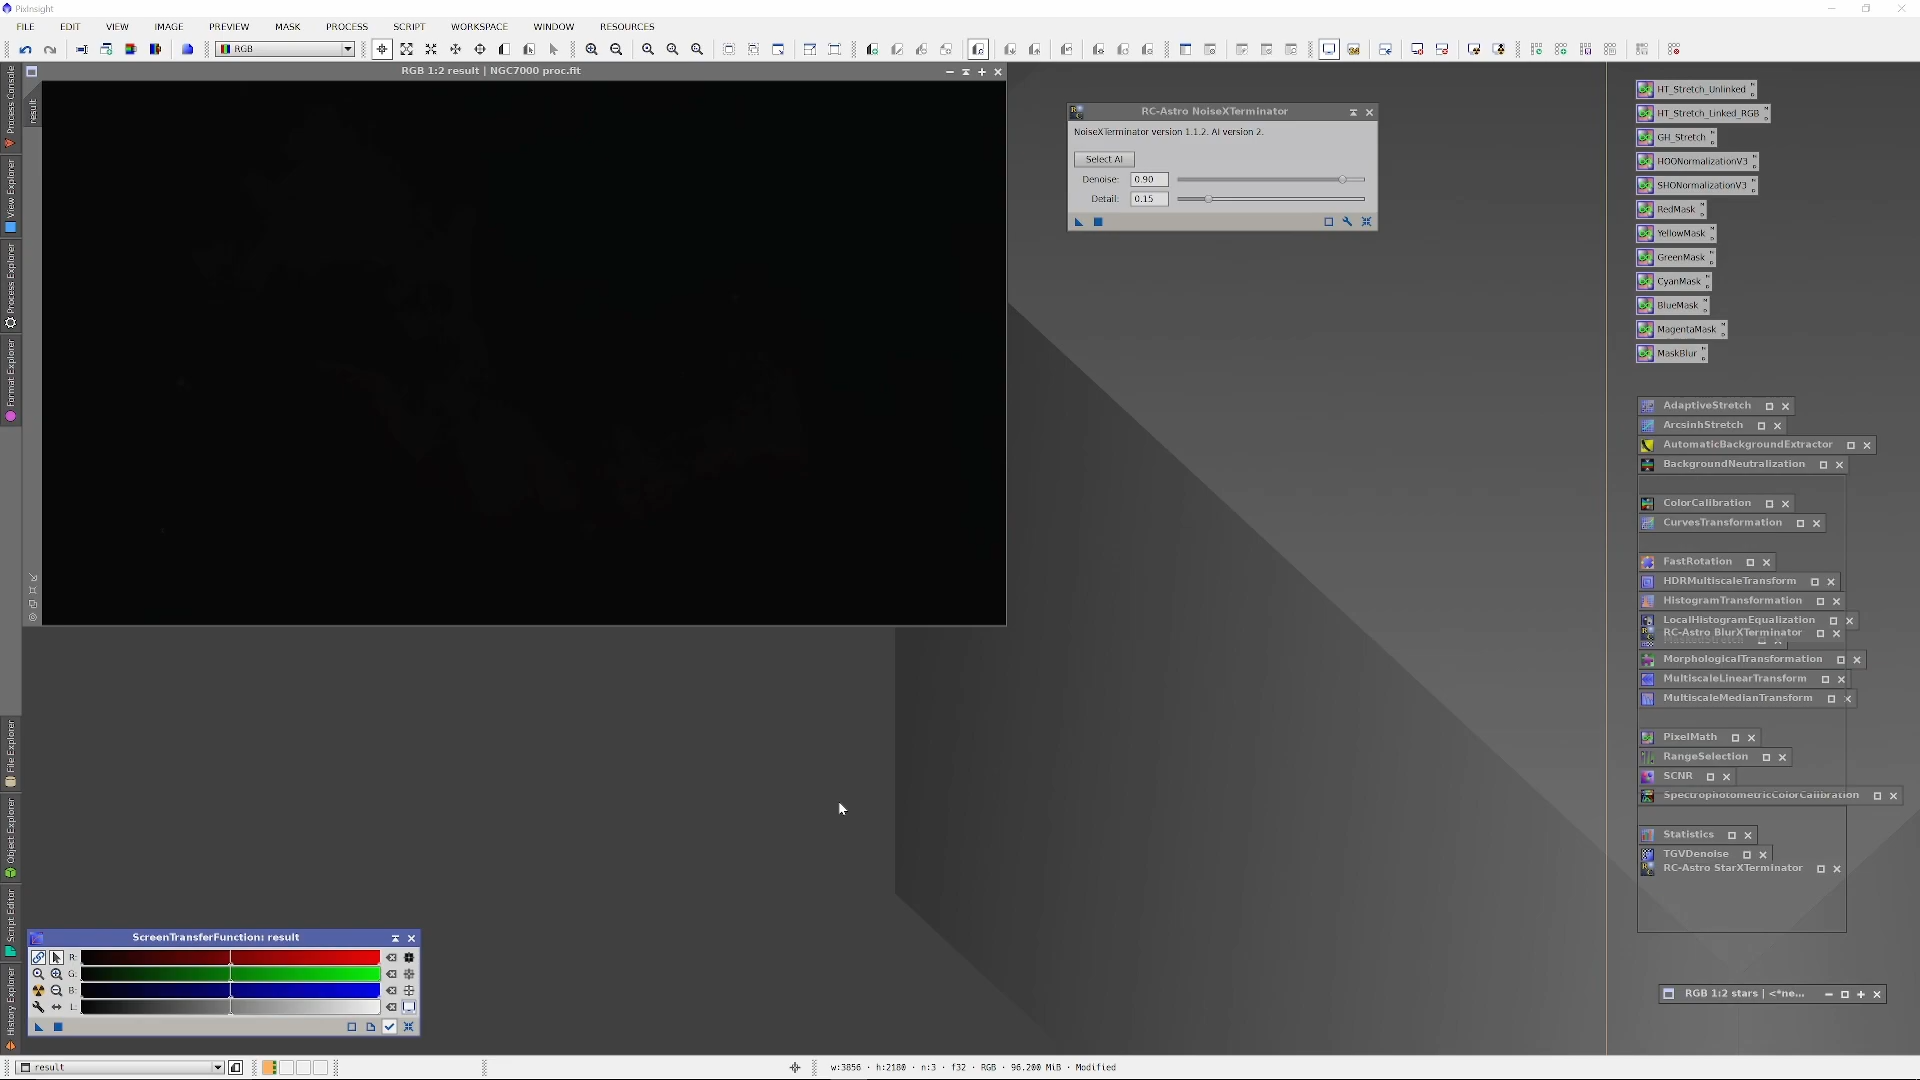 PixInsight
FILE EDIT VIEW IMAGE PREVIEW MASK PROCESS SCRIPT WORKSPACE WINDOW RESOURCES
RGB
RGB 1:2 result | NGC7000 proc.fit
result
Process Console
View Explorer
Process Explorer
Format Explorer
File Explorer
Object Explorer
Script Editor
History Explorer
RC-Astro NoiseXTerminator
NoiseXTerminator version 1.1.2. AI version 2.
Select AI
Denoise: 0.90
Detail: 0.15
HT_Stretch_Unlinked
HT_Stretch_Linked_RGB
GH_Stretch
HOONormalizationV3
SHONormalizationV3
RedMask
YellowMask
GreenMask
CyanMask
BlueMask
MagentaMask
MaskBlur
AdaptiveStretch
ArcsinhStretch
AutomaticBackgroundExtractor
BackgroundNeutralization
ColorCalibration
CurvesTransformation
FastRotation
HDRMultiscaleTransform
HistogramTransformation
LocalHistogramEqualization
RC-Astro BlurXTerminator
MorphologicalTransformation
MultiscaleLinearTransform
MultiscaleMedianTransform
PixelMath
RangeSelection
SCNR
SpectrophotometricColorCalibration
Statistics
TGVDenoise
RC-Astro StarXTerminator
RGB 1:2 stars | <*ne...
ScreenTransferFunction: result
R:
G:
B:
L:
result
w:3856 · h:2180 · n:3 · f32 · RGB · 96.200 MiB · Modified